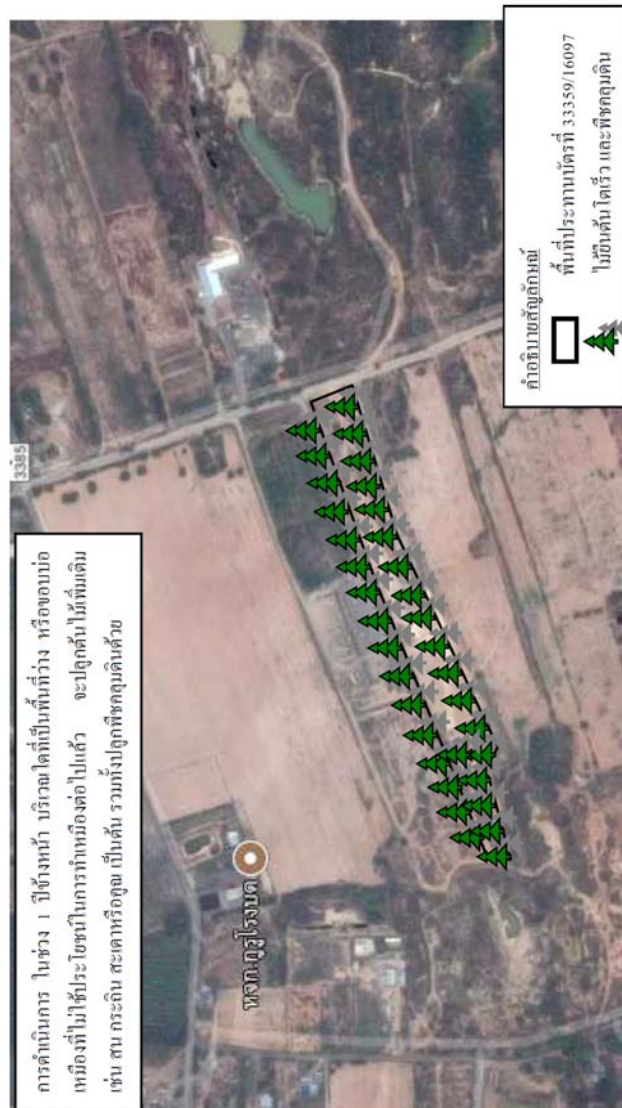 การดำเนินการ ในช่วง 1 ปีข้างหน้า บริเวณใดที่เป็นพื้นที่ว่าง หรือขอบบ่อ
เหมืองที่ไม่ใช้ประโยชน์ในการทำเหมืองต่อไปแล้ว จะปลูกต้นไม้เพิ่มเติม
เช่น สน กระถิน สะเดาหรือคูณ เป็นต้น รวมทั้งปลูกพืชคลุมดินด้วย
3385
หจก.ภูรูโรงบด
คำอธิบายสัญลักษณ์
พื้นที่ประทานบัตรที่ 33359/16097
ไม้ยืนต้นโตเร็ว และพืชคลุมดิน